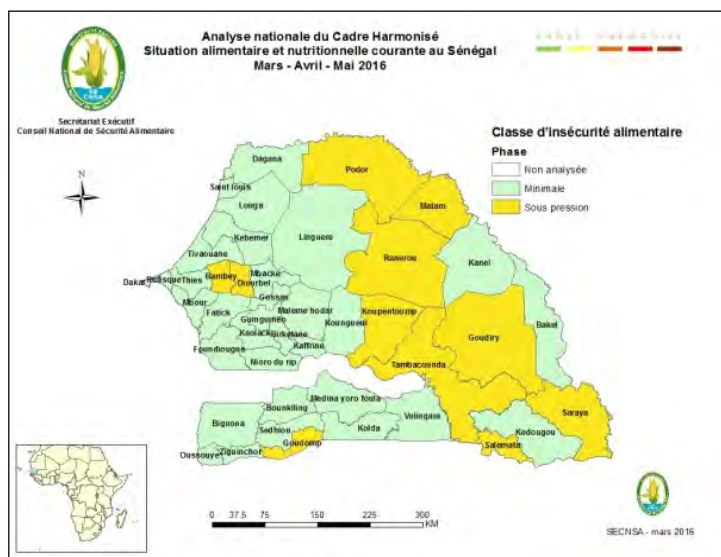 Analyse nationale du Cadre Harmonisé
Situation alimentaire et nutritionnelle courante au Sénégal
Mars - Avril - Mai 2016
Secrétariat Exécutif
Conseil National de Sécurité Alimentaire
Classe d'insécurité alimentaire
Phase
Non analysée
Minimale
Sous pression
N
Dagana
Podor
Saint louis
Matam
Louga
Linguere
Kebemer
Ranerou
Kanel
Tivaouane
Bambey
Mbacke
Dakar
Rufisque
Thies
Diourbel
Mbour
Gossas
Bakel
Fatick
Guinguineo
Maleme hodar
Koungueul
Koupentoump
Goudiry
Kaolack
Birkelane
Kaffrine
Foundiougne
Nioro du rip
Tambacounda
Medina yoro foula
Saraya
Bounkiling
Velingara
Bignona
Kolda
Kedougou
Sedhiou
Goudomp
Salemata
Oussouye
Ziguinchor
0 37.5 75 150 225 300
KM
SECNSA - mars 2016